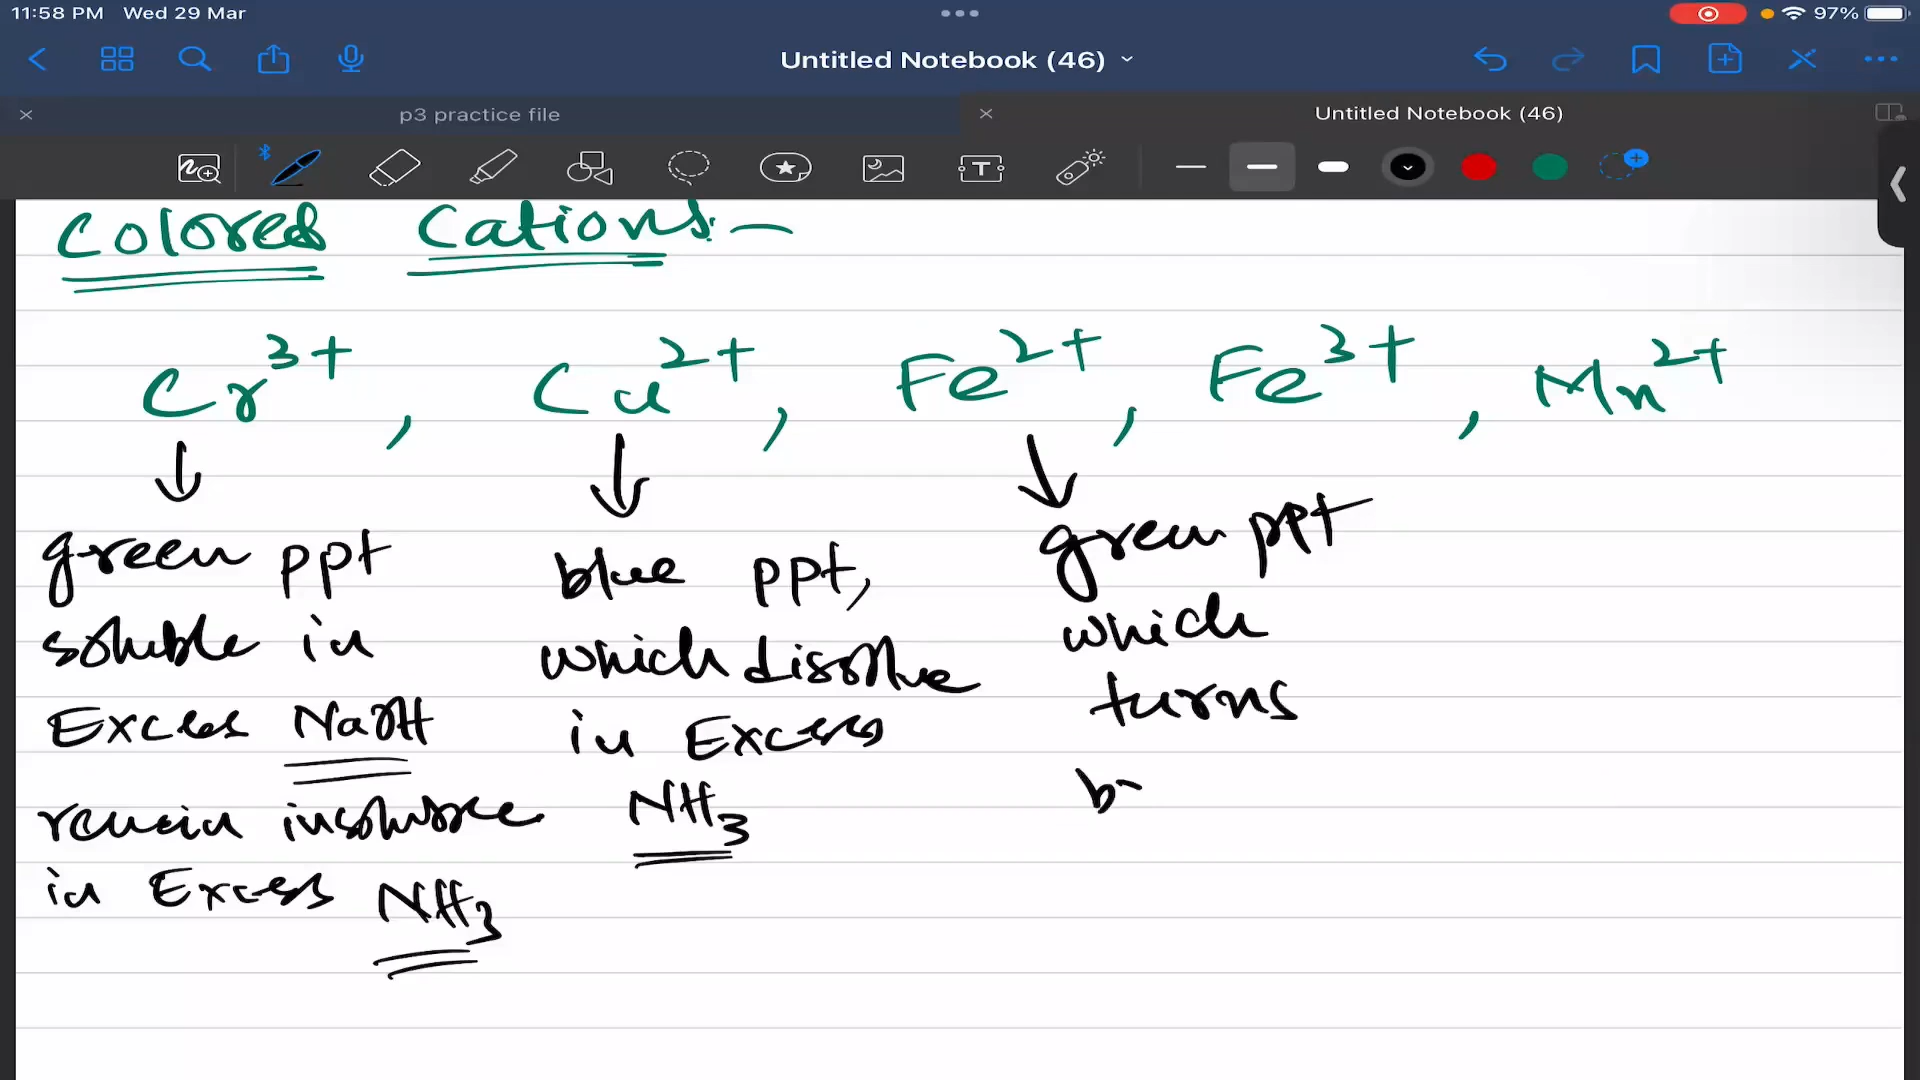 11:58 PM Wed 29 Mar
97%
Untitled Notebook (46)
p3 practice file
Untitled Notebook (46)
Colored Cations:-
Cr³⁺, Cu²⁺, Fe²⁺, Fe³⁺, Mn²⁺
green ppt
soluble in
Excess NaOH
remain insoluble
in Excess NH₃
blue ppt,
which dissolve
in Excess
NH₃
green ppt
which
turns
br